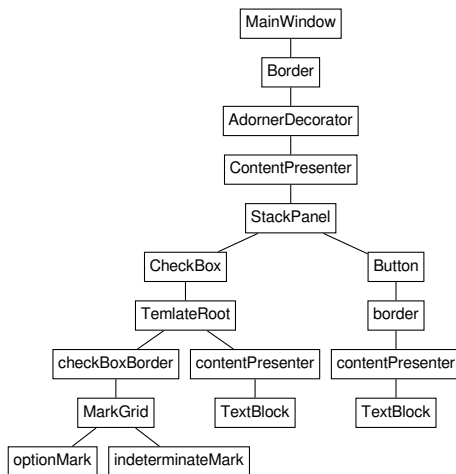 MainWindow
Border
AdornerDecorator
ContentPresenter
StackPanel
CheckBox Button
TemlateRoot border
checkBoxBorder contentPresenter contentPresenter
MarkGrid TextBlock TextBlock
optionMark indeterminateMark